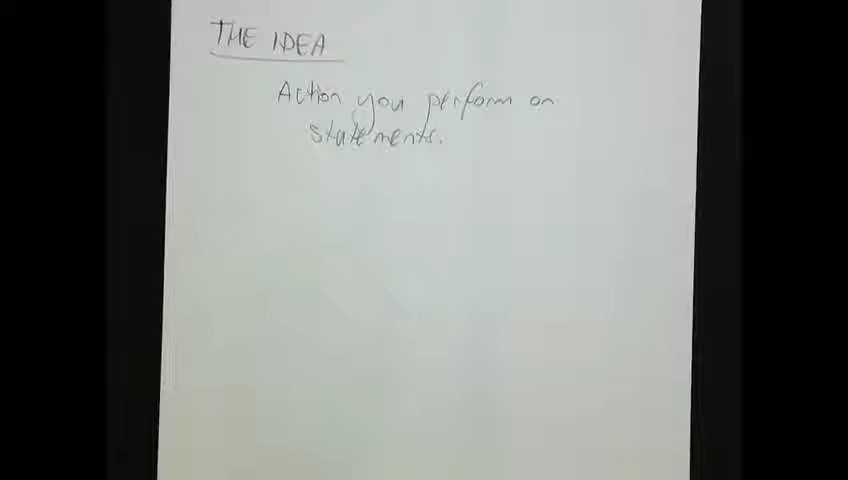 THE IDEA
Action you perform on
statements.